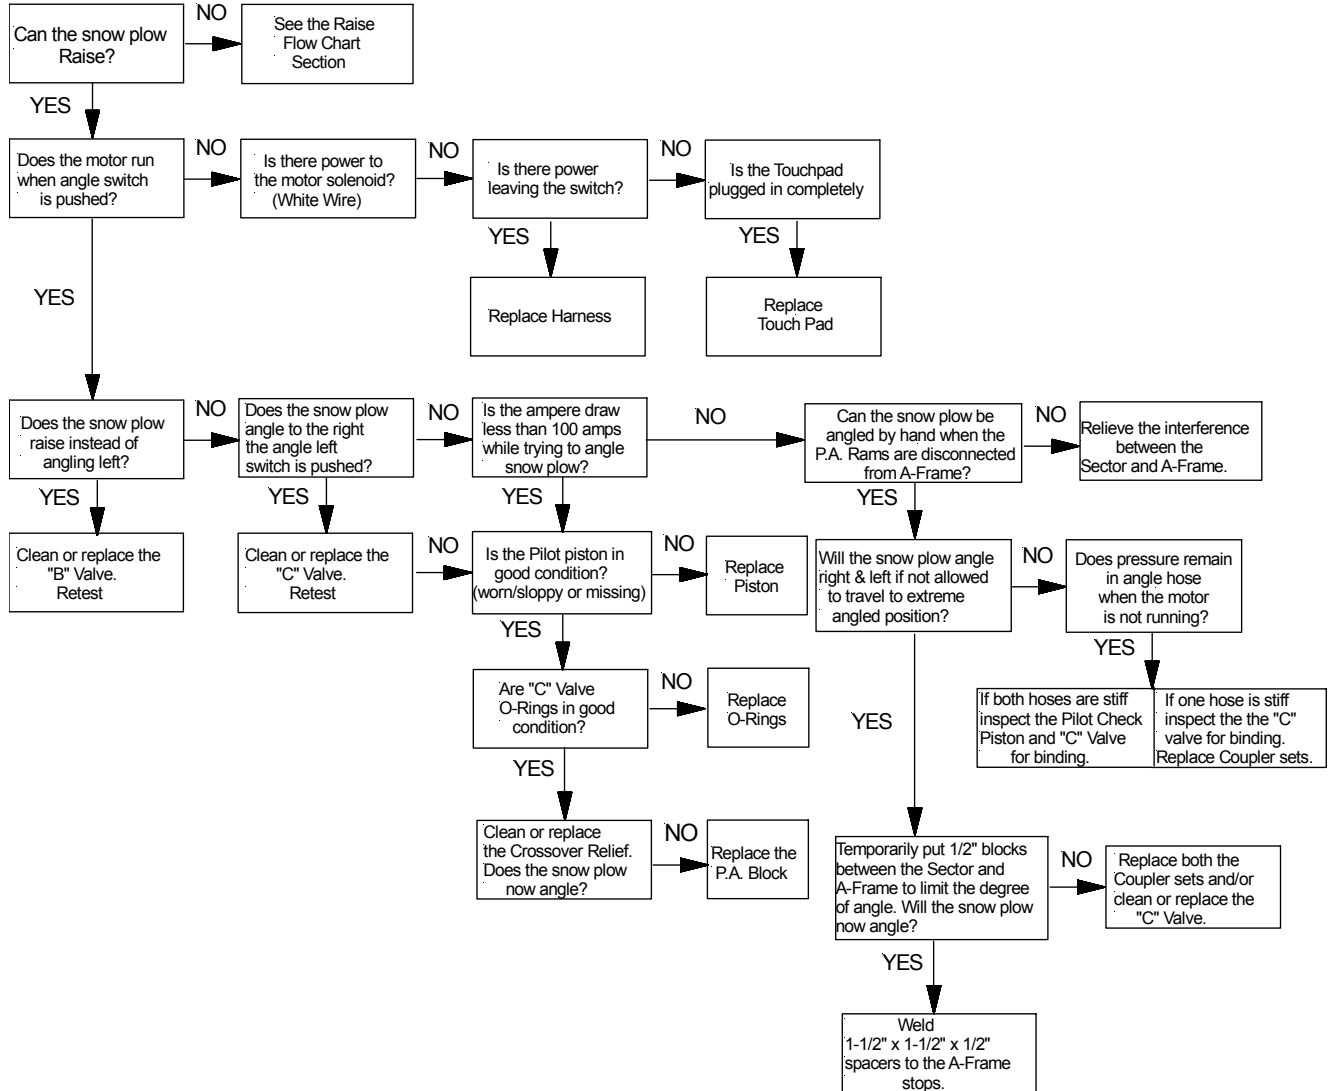 Can the snow plow
Raise?
NO
See the Raise
Flow Chart
Section
YES
Does the motor run
when angle switch
is pushed?
NO
Is there power to
the motor solenoid?
(White Wire)
NO
Is there power
leaving the switch?
NO
Is the Touchpad
plugged in completely
YES
YES
YES
Replace Harness
Replace
Touch Pad
Does the snow plow
raise instead of
angling left?
NO
Does the snow plow
angle to the right
the angle left
switch is pushed?
NO
Is the ampere draw
less than 100 amps
while trying to angle
snow plow?
NO
Can the snow plow be
angled by hand when the
P.A. Rams are disconnected
from A-Frame?
NO
Relieve the interference
between the
Sector and A-Frame.
YES
YES
YES
YES
Clean or replace the
"B" Valve.
Retest
Clean or replace the
"C" Valve.
Retest
NO
Is the Pilot piston in
good condition?
(worn/sloppy or missing)
NO
Replace
Piston
Will the snow plow angle
right & left if not allowed
to travel to extreme
angled position?
NO
Does pressure remain
in angle hose
when the motor
is not running?
YES
YES
Are "C" Valve
O-Rings in good
condition?
NO
Replace
O-Rings
YES
If both hoses are stiff
inspect the Pilot Check
Piston and "C" Valve
for binding.
If one hose is stiff
inspect the the "C"
valve for binding.
Replace Coupler sets.
YES
Clean or replace
the Crossover Relief.
Does the snow plow
now angle?
NO
Replace the
P.A. Block
Temporarily put 1/2" blocks
between the Sector and
A-Frame to limit the degree
of angle. Will the snow plow
now angle?
NO
Replace both the
Coupler sets and/or
clean or replace the
"C" Valve.
YES
Weld
1-1/2" x 1-1/2" x 1/2"
spacers to the A-Frame
stops.